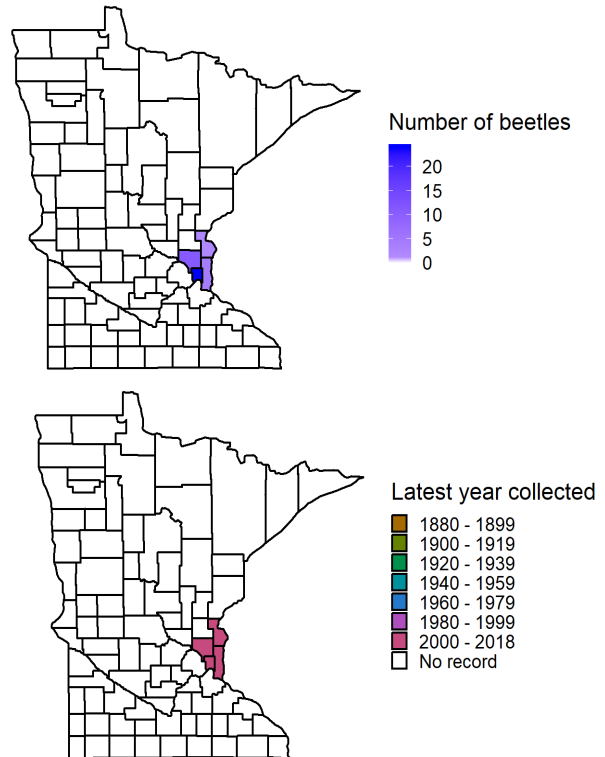 Number of beetles
20
15
10
5
0
Latest year collected
1880 - 1899
1900 - 1919
1920 - 1939
1940 - 1959
1960 - 1979
1980 - 1999
2000 - 2018
No record